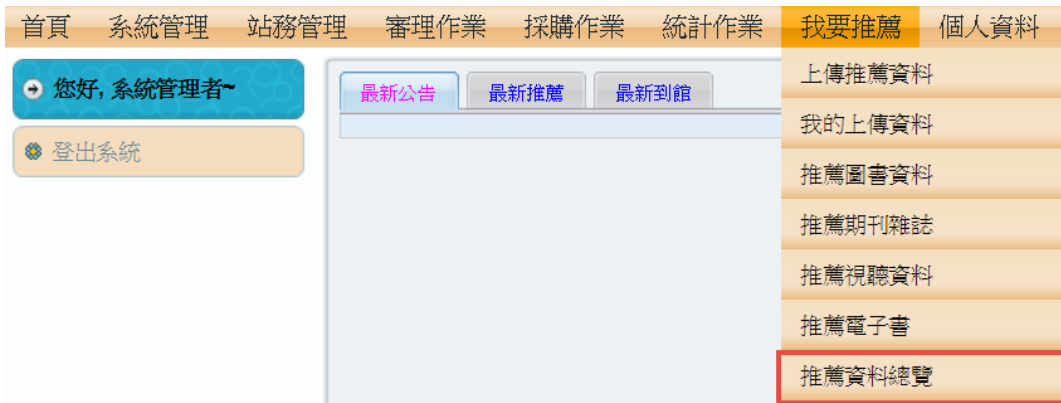 首頁 系統管理 站務管理 審理作業 採購作業 統計作業 我要推薦 個人資料
您好, 系統管理者~
登出系統
最新公告 最新推薦 最新到館
上傳推薦資料
我的上傳資料
推薦圖書資料
推薦期刊雜誌
推薦視聽資料
推薦電子書
推薦資料總覽